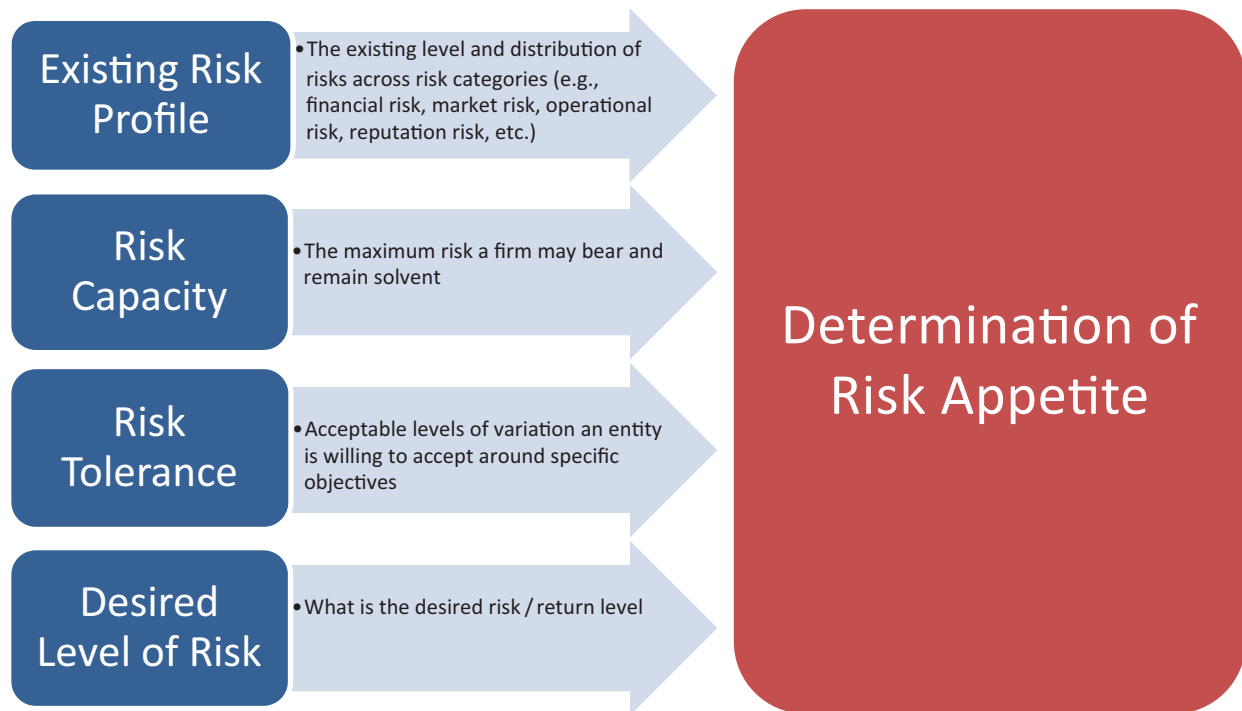 Existing Risk
Profile
•The existing level and distribution of
risks across risk categories (e.g.,
financial risk, market risk, operational
risk, reputation risk, etc.)
Risk
Capacity
•The maximum risk a firm may bear and
remain solvent
Risk
Tolerance
•Acceptable levels of variation an entity
is willing to accept around specific
objectives
Desired
Level of Risk
•What is the desired risk / return level
Determination of
Risk Appetite